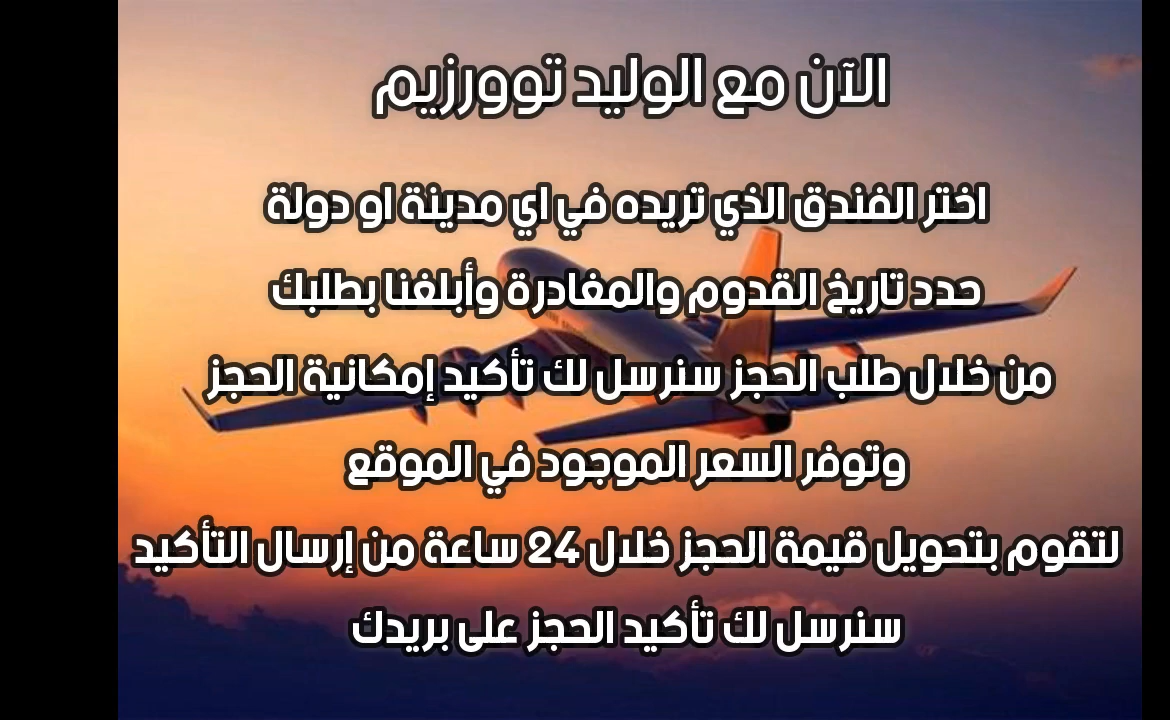 الآن مع الوليد توورزيم
اختر الفندق الذي تريده في اي مدينة او دولة
حدد تاريخ القدوم والمغادرة وأبلغنا بطلبك
من خلال طلب الحجز سنرسل لك تأكيد إمكانية الحجز
وتوفر السعر الموجود في الموقع
لتقوم بتحويل قيمة الحجز خلال 24 ساعة من إرسال التأكيد
سنرسل لك تأكيد الحجز على بريدك